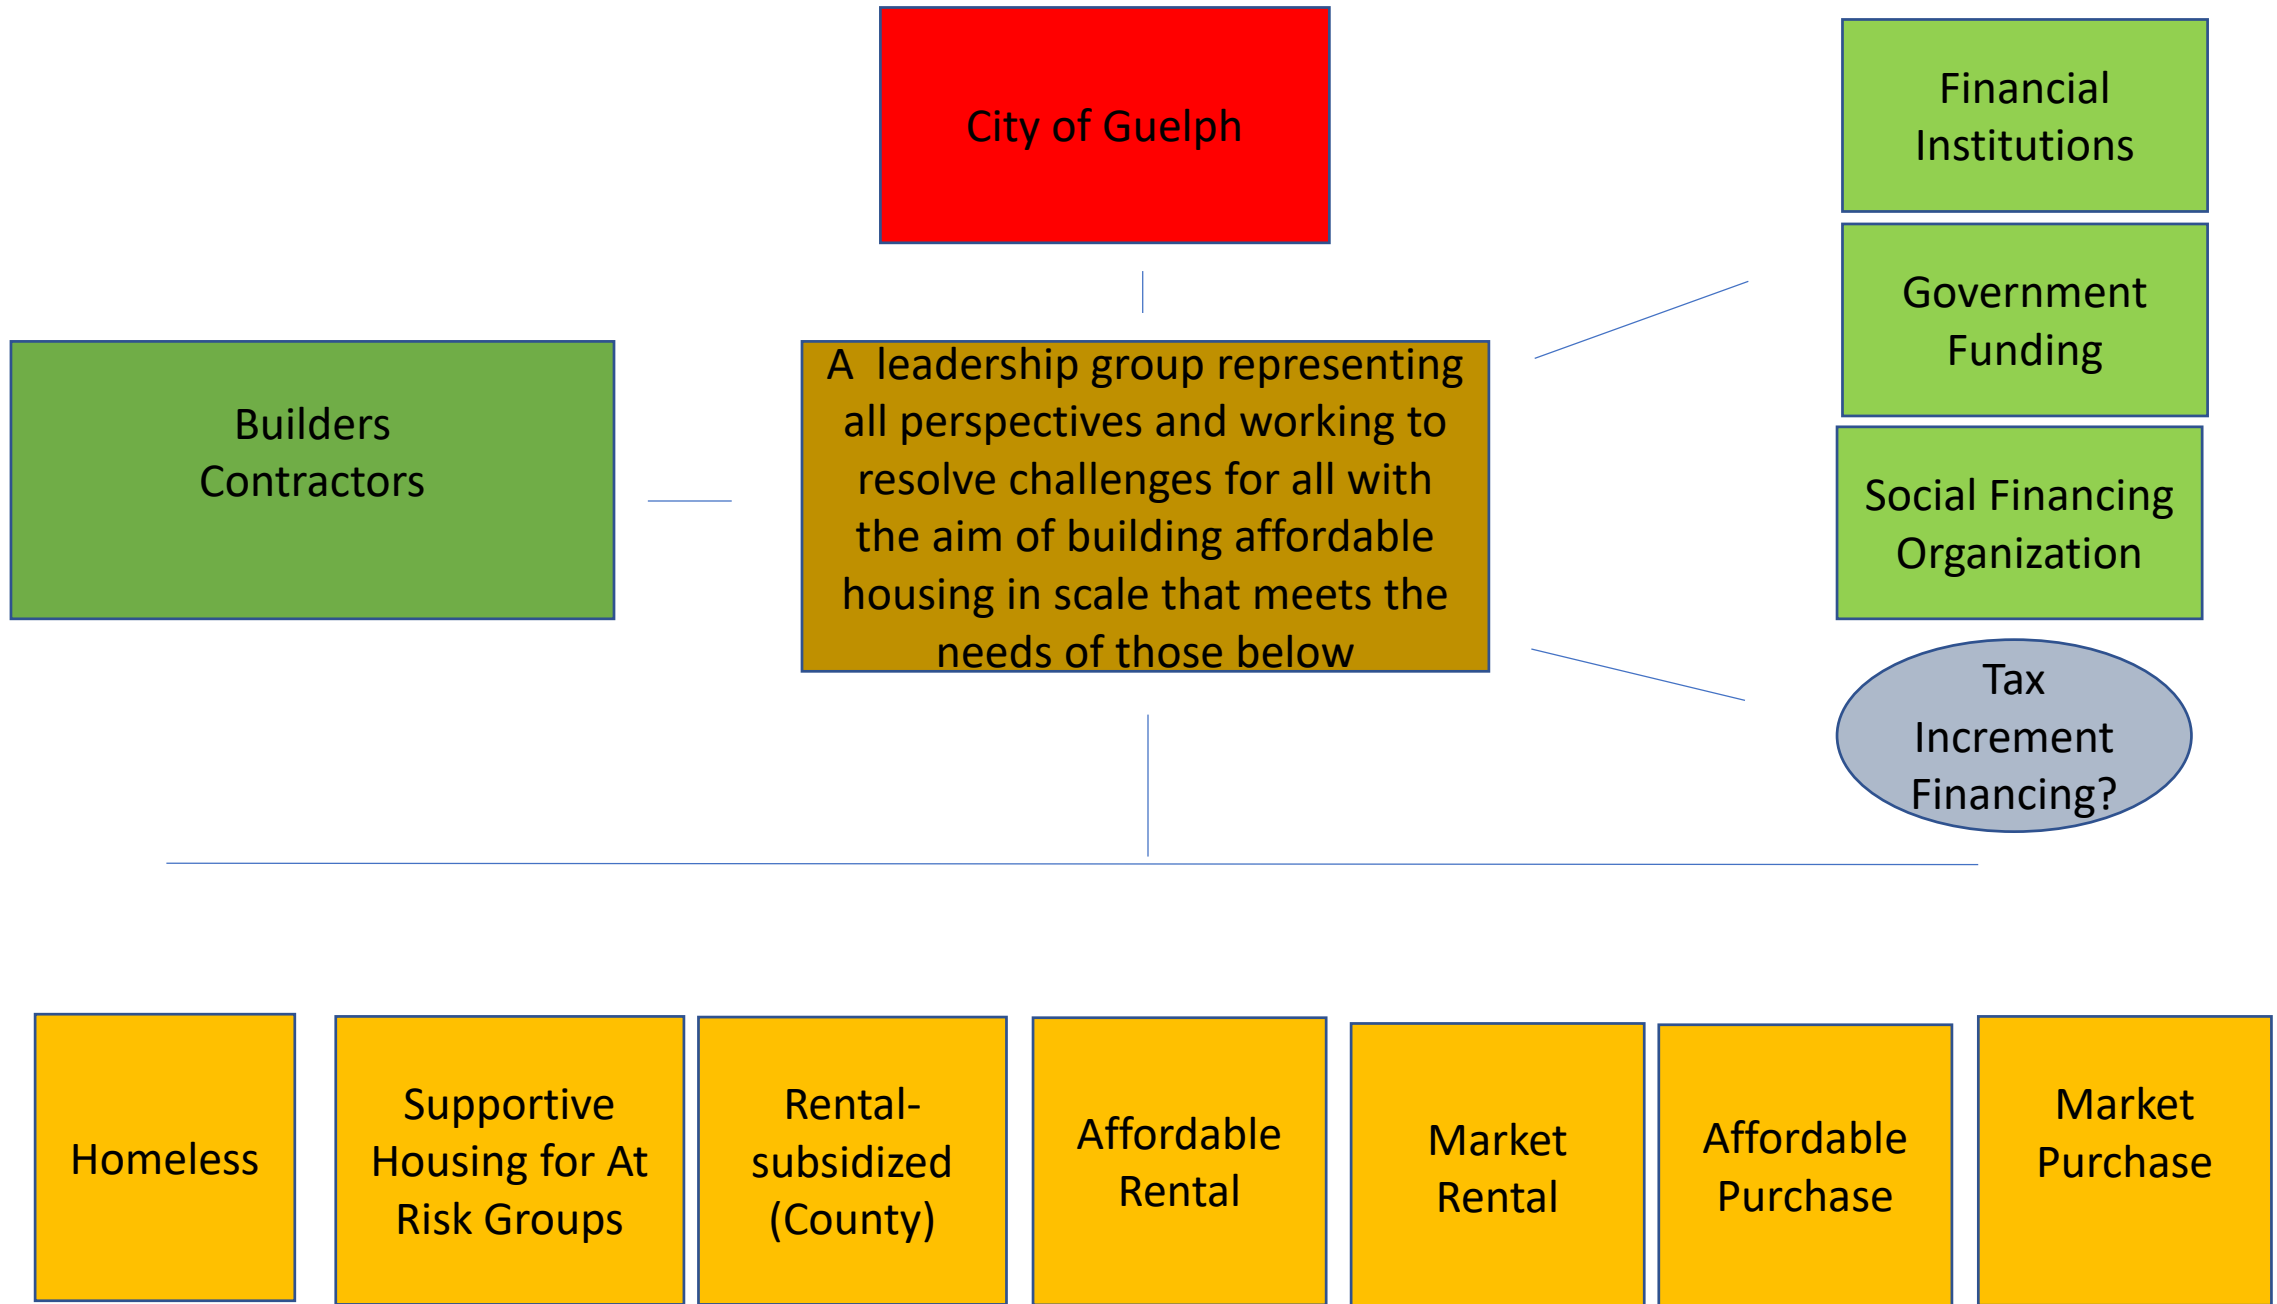 City of Guelph
Financial
Institutions
Government
Funding
Builders
Contractors
A  leadership group representing
all perspectives and working to
resolve challenges for all with
the aim of building affordable
housing in scale that meets the
needs of those below
Social Financing
Organization
Tax
Increment
Financing?
Homeless
Supportive
Housing for At
Risk Groups
Rental-
subsidized
(County)
Affordable
Rental
Market
Rental
Affordable
Purchase
Market
Purchase